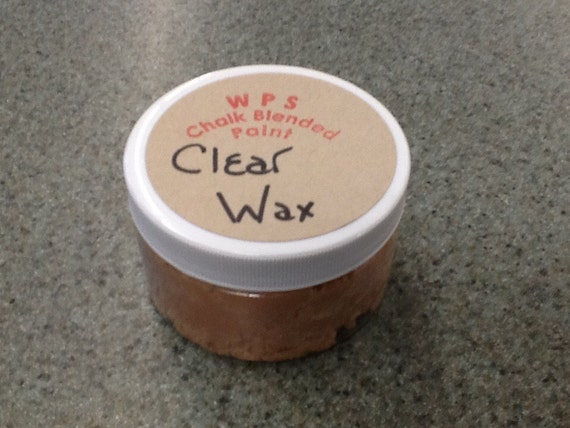 WPS
Chalk Blended
Paint
Clear
Wax